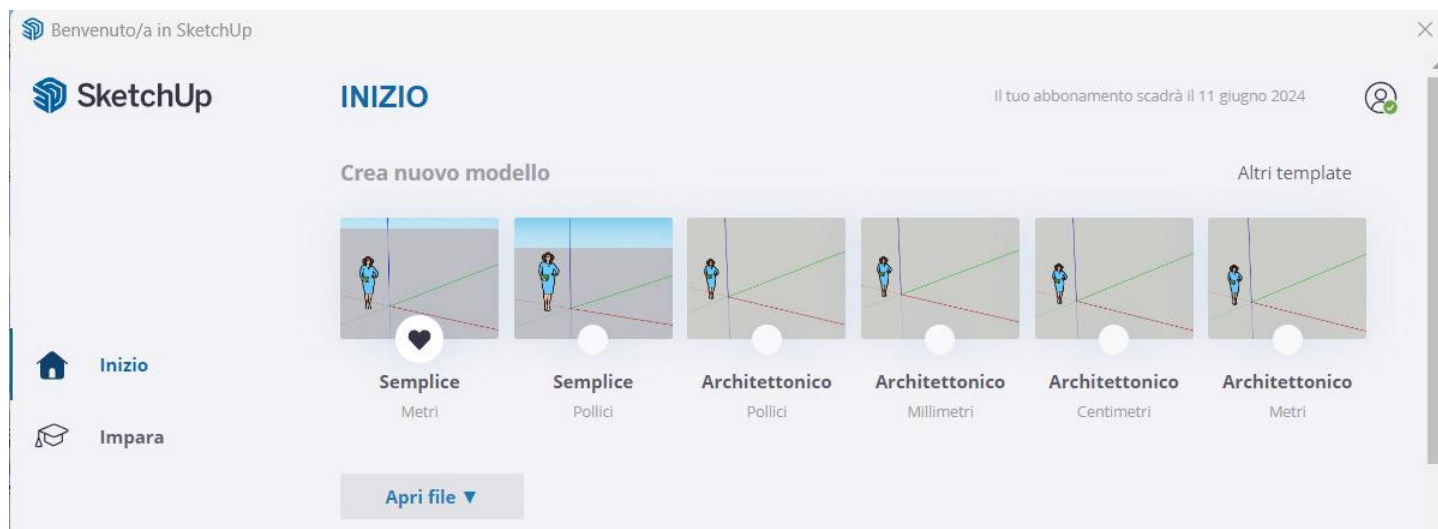 Benvenuto/a in SketchUp
SketchUp
INIZIO
Il tuo abbonamento scadrà il 11 giugno 2024
Crea nuovo modello
Altri template
Semplice
Metri
Semplice
Pollici
Architettonico
Pollici
Architettonico
Millimetri
Architettonico
Centimetri
Architettonico
Metri
Inizio
Impara
Apri file ▼